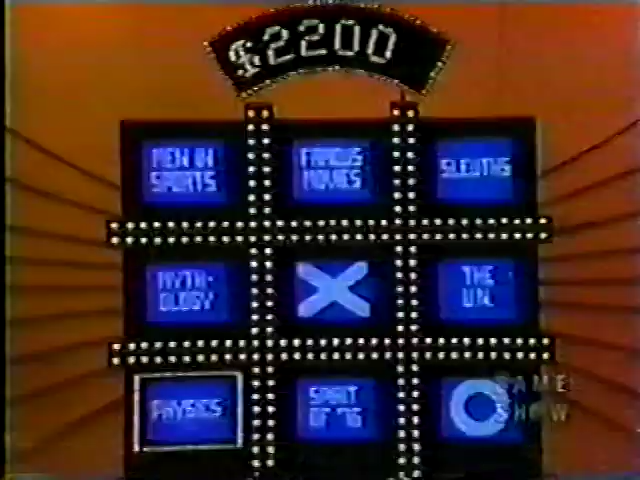 $2200
MEN IN
SPORTS
FAMOUS
MOVIES
SLEUTHS
MYTH-
OLOGY
X
THE
U.N.
PHYSICS
SPIRIT
OF '76
O
GAME
SHOW